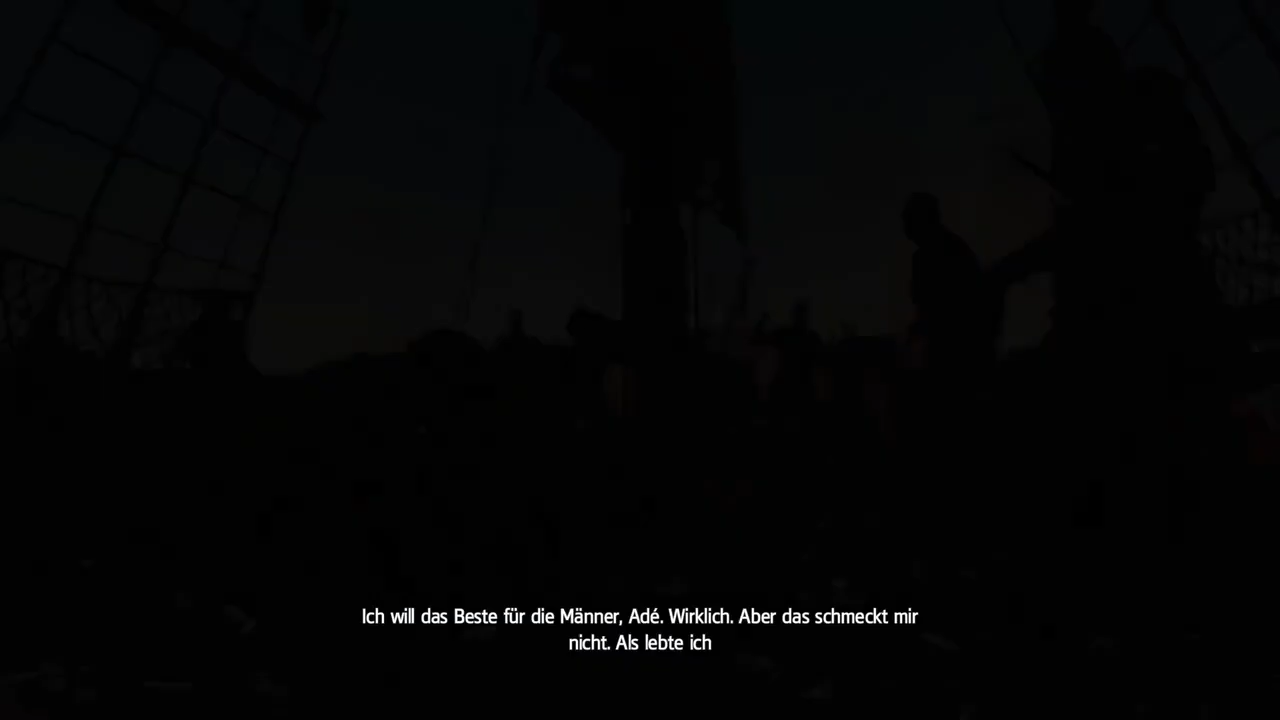 Ich will das Beste für die Männer, Adé. Wirklich. Aber das schmeckt mir
nicht. Als lebte ich